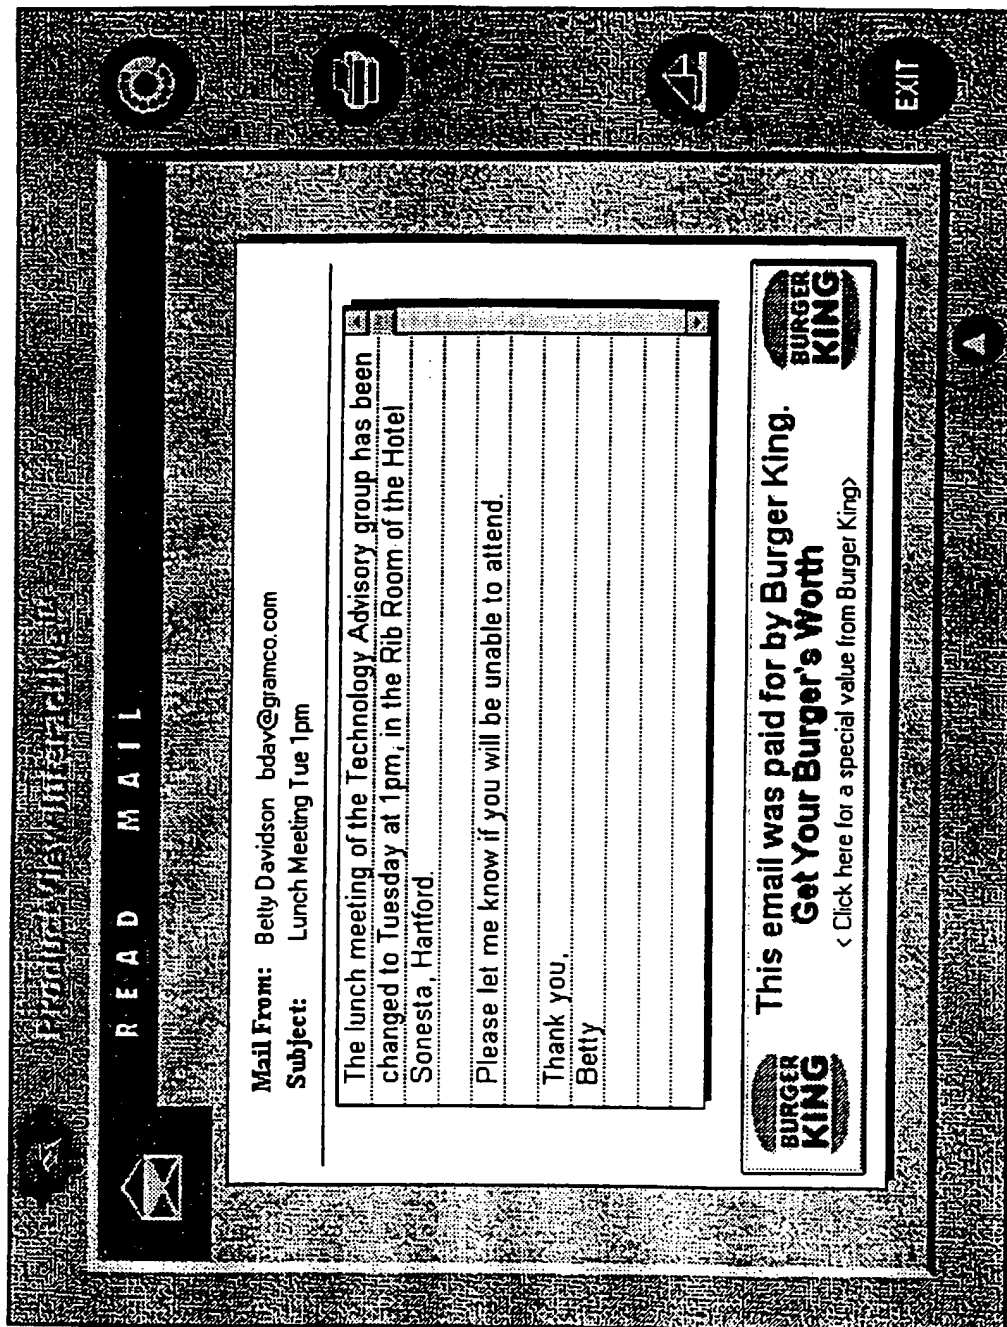 READ MAIL
Mail From: Betty Davidson bdav@gramco.com
Subject: Lunch Meeting Tue 1pm
The lunch meeting of the Technology Advisory group has been
changed to Tuesday at 1pm, in the Rib Room of the Hotel
Sonesta, Hartford.
Please let me know if you will be unable to attend.
Thank you,
Betty
BURGER
KING
This email was paid for by Burger King.
Get Your Burger's Worth
< Click here for a special value from Burger King>
BURGER
KING
EXIT